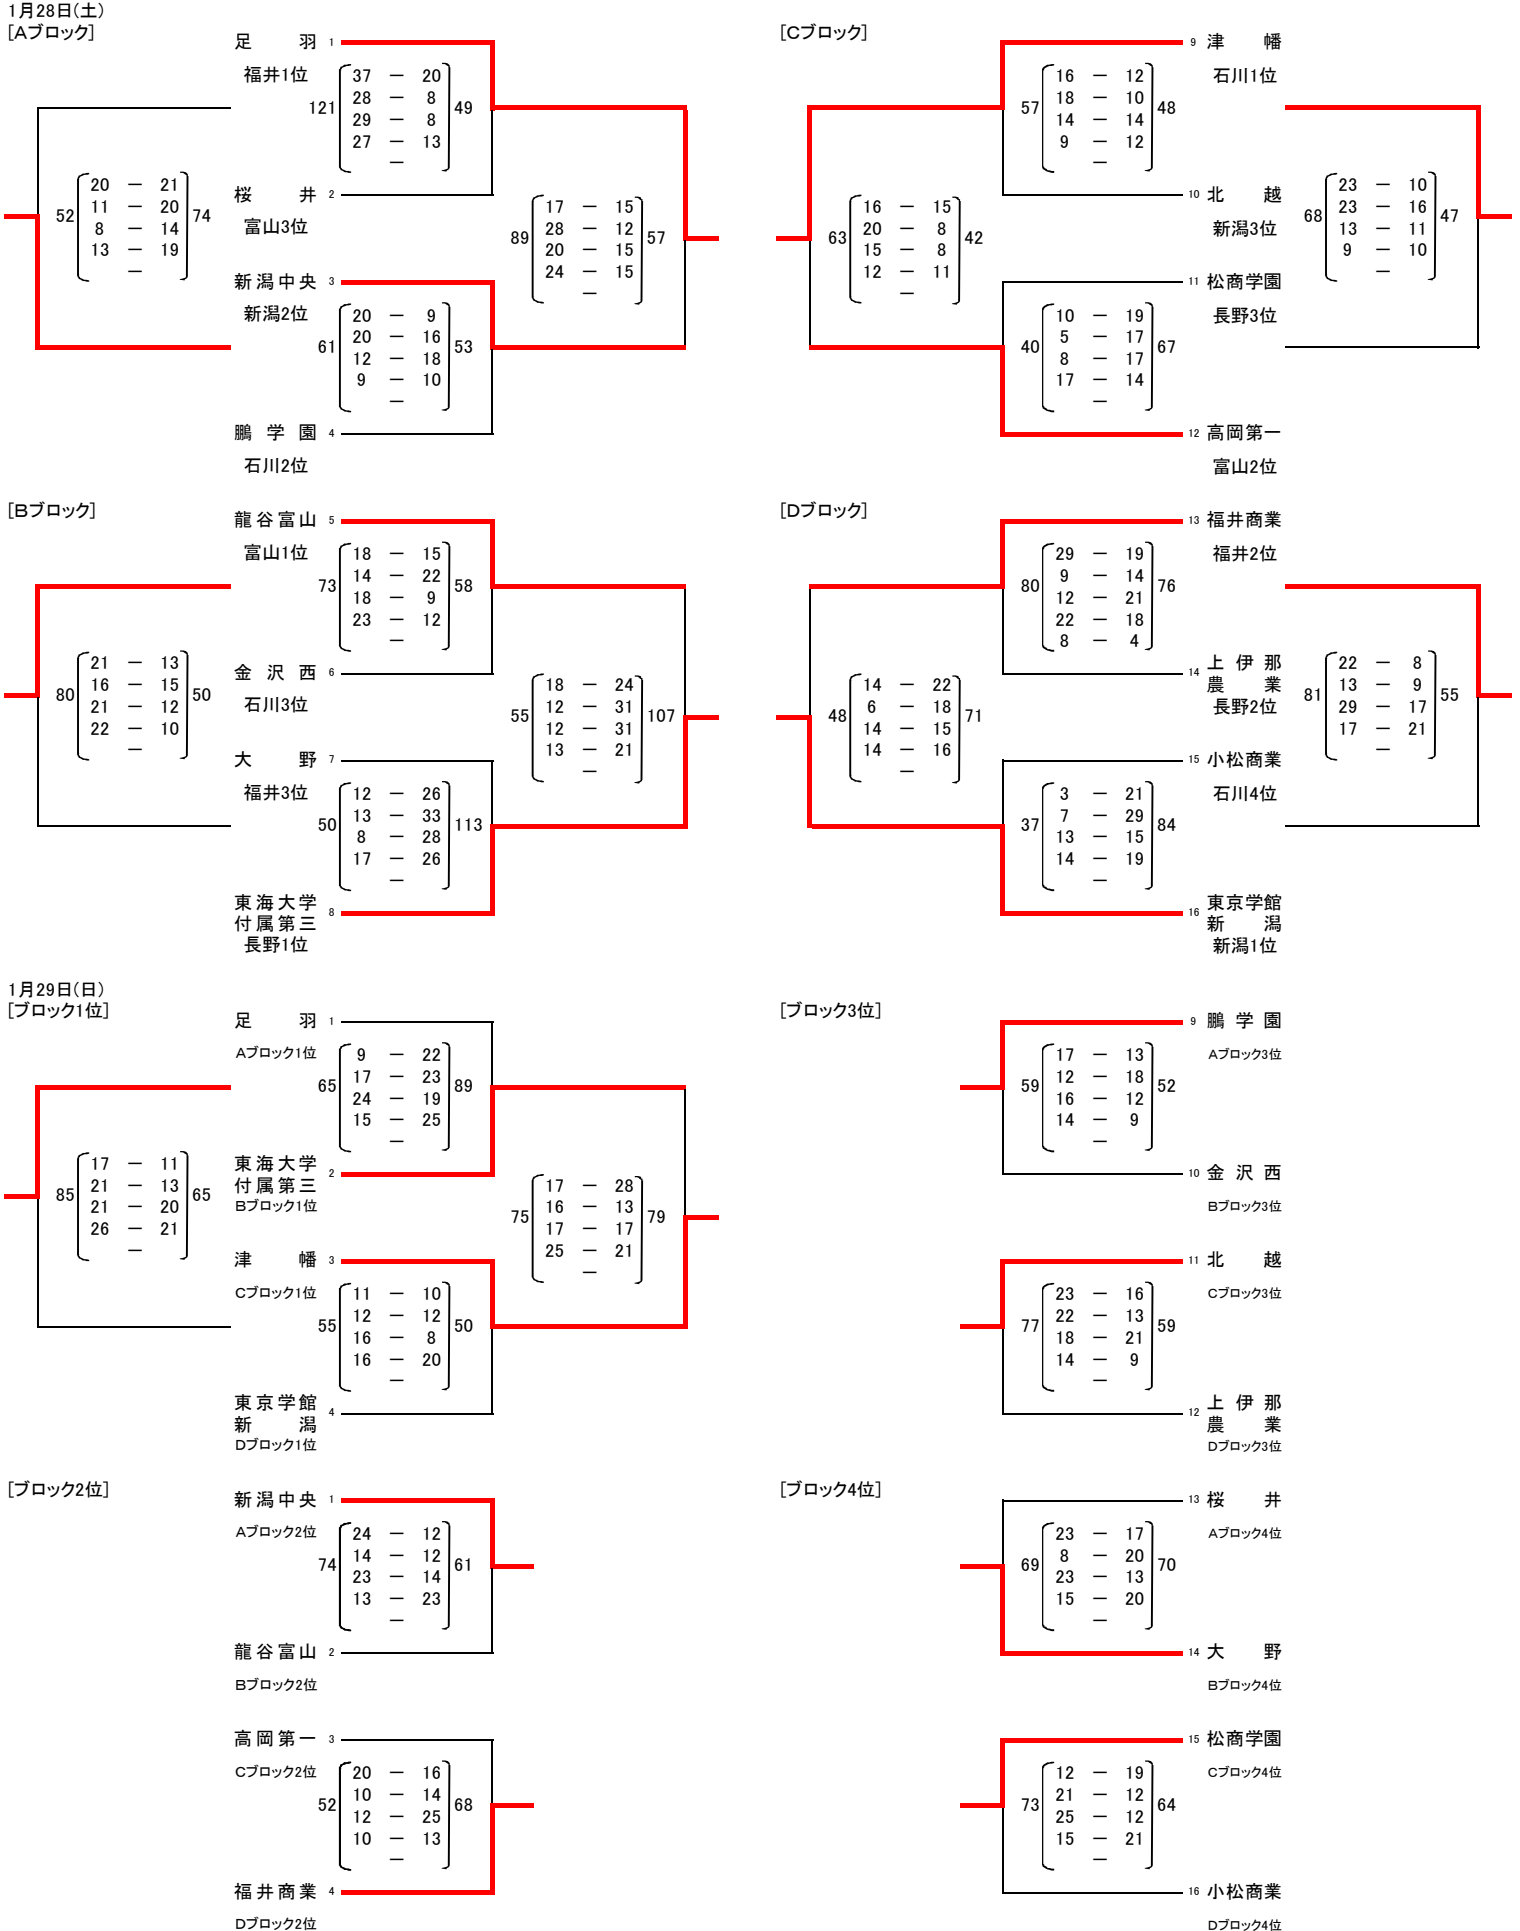 1月28日(土)
[Aブロック]
足 羽 1
福井1位
121
37 － 20
28 － 8
29 － 8
27 － 13
－
49
桜 井 2
富山3位
52
20 － 21
11 － 20
8 － 14
13 － 19
－
74
89
17 － 15
28 － 12
20 － 15
24 － 15
－
57
新潟中央 3
新潟2位
61
20 － 9
20 － 16
12 － 18
9 － 10
－
53
鵬学園 4
石川2位
[Cブロック]
9 津 幡
石川1位
57
16 － 12
18 － 10
14 － 14
9 － 12
－
48
10 北 越
新潟3位
63
16 － 15
20 － 8
15 － 8
12 － 11
－
42
68
23 － 10
23 － 16
13 － 11
9 － 10
－
47
11 松商学園
長野3位
40
10 － 19
5 － 17
8 － 17
17 － 14
－
67
12 高岡第一
富山2位
[Bブロック]
龍谷富山 5
富山1位
73
18 － 15
14 － 22
18 － 9
23 － 12
－
58
金沢西 6
石川3位
80
21 － 13
16 － 15
21 － 12
22 － 10
－
50
55
18 － 24
12 － 31
12 － 31
13 － 21
－
107
大 野 7
福井3位
50
12 － 26
13 － 33
8 － 28
17 － 26
－
113
東海大学
付属第三 8
長野1位
[Dブロック]
13 福井商業
福井2位
80
29 － 19
9 － 14
12 － 21
22 － 18
8 － 4
76
14 上伊那
農 業
長野2位
48
14 － 22
6 － 18
14 － 15
14 － 16
－
71
81
22 － 8
13 － 9
29 － 17
17 － 21
－
55
15 小松商業
石川4位
37
3 － 21
7 － 29
13 － 15
14 － 19
－
84
16 東京学館
新 潟
新潟1位
1月29日(日)
[ブロック1位]
足 羽 1
Aブロック1位
65
9 － 22
17 － 23
24 － 19
15 － 25
－
89
東海大学
付属第三 2
Bブロック1位
85
17 － 11
21 － 13
21 － 20
26 － 21
－
65
75
17 － 28
16 － 13
17 － 17
25 － 21
－
79
津 幡 3
Cブロック1位
55
11 － 10
12 － 12
16 － 8
16 － 20
－
50
東京学館
新 潟 4
Dブロック1位
[ブロック3位]
9 鵬学園
Aブロック3位
59
17 － 13
12 － 18
16 － 12
14 － 9
－
52
10 金沢西
Bブロック3位
11 北 越
Cブロック3位
77
23 － 16
22 － 13
18 － 21
14 － 9
－
59
12 上伊那
農 業
Dブロック3位
[ブロック2位]
新潟中央 1
Aブロック2位
74
24 － 12
14 － 12
23 － 14
13 － 23
－
61
龍谷富山 2
Bブロック2位
高岡第一 3
Cブロック2位
52
20 － 16
10 － 14
12 － 25
10 － 13
－
68
福井商業 4
Dブロック2位
[ブロック4位]
13 桜 井
Aブロック4位
69
23 － 17
8 － 20
23 － 13
15 － 20
－
70
14 大 野
Bブロック4位
15 松商学園
Cブロック4位
73
12 － 19
21 － 12
25 － 12
15 － 21
－
64
16 小松商業
Dブロック4位